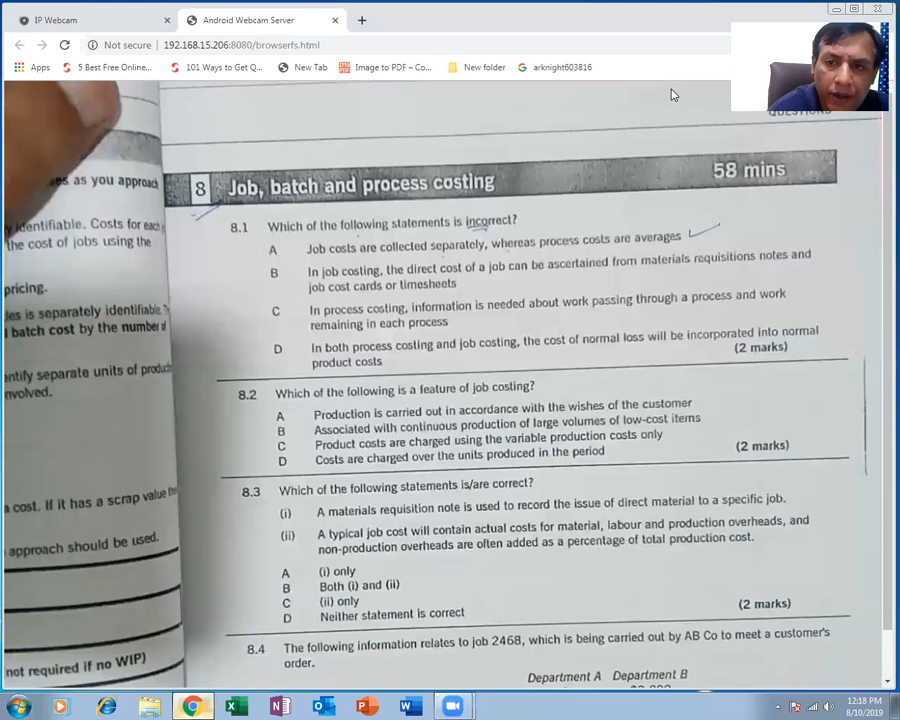 IP Webcam
Android Webcam Server
Not secure
192.168.15.206:8080/browserfs.html
Apps
5 Best Free Online...
101 Ways to Get Q...
New Tab
Image to PDF – Co...
New folder
arknight603816
QUESTIONS
as you approach
identifiable. Costs for each
the cost of jobs using the
pricing.
is separately identifiable.
batch cost by the number of
separate units of
nvolved.
a cost. If it has a scrap value
approach should be used.
not required if no WIP)
8 Job, batch and process costing 58 mins
8.1 Which of the following statements is incorrect?
A Job costs are collected separately, whereas process costs are averages
B In job costing, the direct cost of a job can be ascertained from materials requisitions notes and
job cost cards or timesheets
C In process costing, information is needed about work passing through a process and work
remaining in each process
D In both process costing and job costing, the cost of normal loss will be incorporated into normal
product costs (2 marks)
8.2 Which of the following is a feature of job costing?
A Production is carried out in accordance with the wishes of the customer
B Associated with continuous production of large volumes of low-cost items
C Product costs are charged using the variable production costs only
D Costs are charged over the units produced in the period (2 marks)
8.3 Which of the following statements is/are correct?
(i) A materials requisition note is used to record the issue of direct material to a specific job.
(ii) A typical job cost will contain actual costs for material, labour and production overheads, and
non-production overheads are often added as a percentage of total production cost.
A (i) only
B Both (i) and (ii)
C (ii) only
D Neither statement is correct (2 marks)
8.4 The following information relates to job 2468, which is being carried out by AB Co to meet a customer's
order.
Department A Department B
12:18 PM
8/10/2019